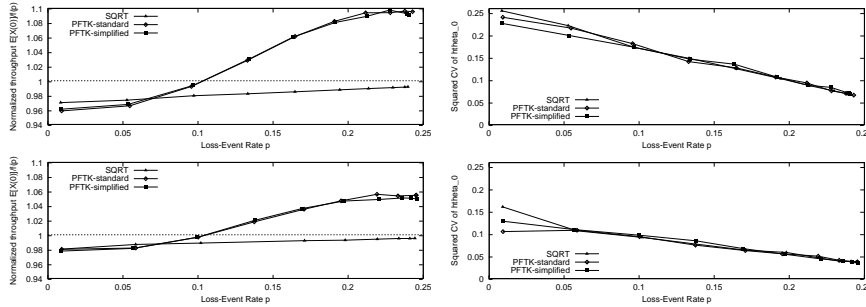 Normalized throughput E[X(0)]/f(p)
1.1
1.08
1.06
1.04
1.02
1
0.98
0.96
0.94
SQRT
PFTK-standard
PFTK-simplified
0
0.05
0.1
0.15
0.2
0.25
Loss-Event Rate p
Squared CV of htheta_0
0.25
0.2
0.15
0.1
0.05
0
SQRT
PFTK-standard
PFTK-simplified
0
0.05
0.1
0.15
0.2
0.25
Loss-Event Rate p
Normalized throughput E[X(0)]/f(p)
1.1
1.08
1.06
1.04
1.02
1
0.98
0.96
0.94
SQRT
PFTK-standard
PFTK-simplified
0
0.05
0.1
0.15
0.2
0.25
Loss-Event Rate p
Squared CV of htheta_0
0.25
0.2
0.15
0.1
0.05
0
SQRT
PFTK-standard
PFTK-simplified
0
0.05
0.1
0.15
0.2
0.25
Loss-Event Rate p